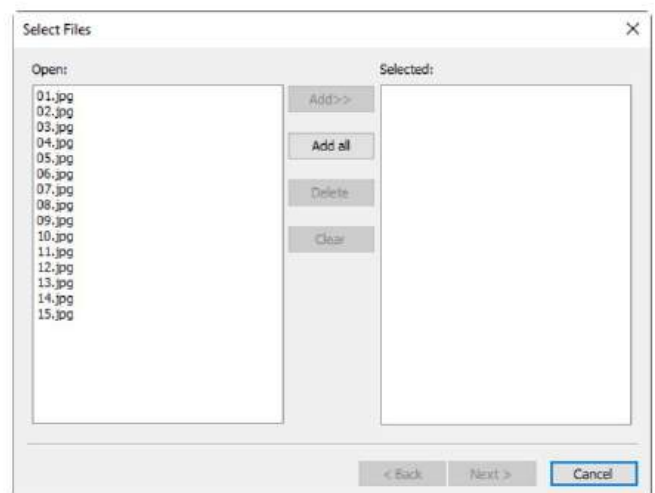 Select Files
Open:
Selected:
01.jpg
02.jpg
03.jpg
04.jpg
05.jpg
06.jpg
07.jpg
08.jpg
09.jpg
10.jpg
11.jpg
12.jpg
13.jpg
14.jpg
15.jpg
Add>>
Add all
Delete
Clear
< Back
Next >
Cancel